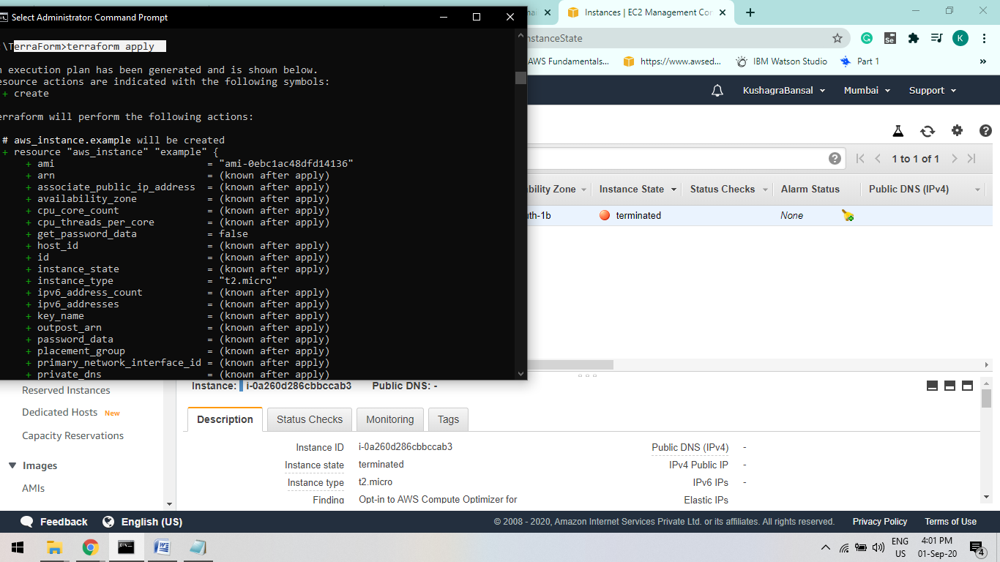 Select Administrator: Command Prompt
:\TerraForm>terraform apply
n execution plan has been generated and is shown below.
esource actions are indicated with the following symbols:
+ create
erraform will perform the following actions:
# aws_instance.example will be created
+ resource "aws_instance" "example" {
+ ami = "ami-0ebc1ac48dfd14136"
+ arn = (known after apply)
+ associate_public_ip_address = (known after apply)
+ availability_zone = (known after apply)
+ cpu_core_count = (known after apply)
+ cpu_threads_per_core = (known after apply)
+ get_password_data = false
+ host_id = (known after apply)
+ id = (known after apply)
+ instance_state = (known after apply)
+ instance_type = "t2.micro"
+ ipv6_address_count = (known after apply)
+ ipv6_addresses = (known after apply)
+ key_name = (known after apply)
+ outpost_arn = (known after apply)
+ password_data = (known after apply)
+ placement_group = (known after apply)
+ primary_network_interface_id = (known after apply)
+ private_dns = (known after apply)
Instances | EC2 Management Con
nstanceState
Se
K
AWS Fundamentals...
https://www.awsed...
IBM Watson Studio
Part 1
»
KushagraBansal
Mumbai
Support
1 to 1 of 1
bility Zone
Instance State
Status Checks
Alarm Status
Public DNS (IPv4)
uth-1b
terminated
None
Reserved Instances
Dedicated Hosts New
Capacity Reservations
Images
AMIs
Instance: i-0a260d286cbbccab3 Public DNS: -
Description
Status Checks
Monitoring
Tags
Instance ID i-0a260d286cbbccab3
Instance state terminated
Instance type t2.micro
Finding Opt-in to AWS Compute Optimizer for
Public DNS (IPv4) -
IPv4 Public IP -
IPv6 IPs -
Elastic IPs
Feedback
English (US)
© 2008 - 2020, Amazon Internet Services Private Ltd. or its affiliates. All rights reserved.
Privacy Policy
Terms of Use
ENG
US
4:01 PM
01-Sep-20
4